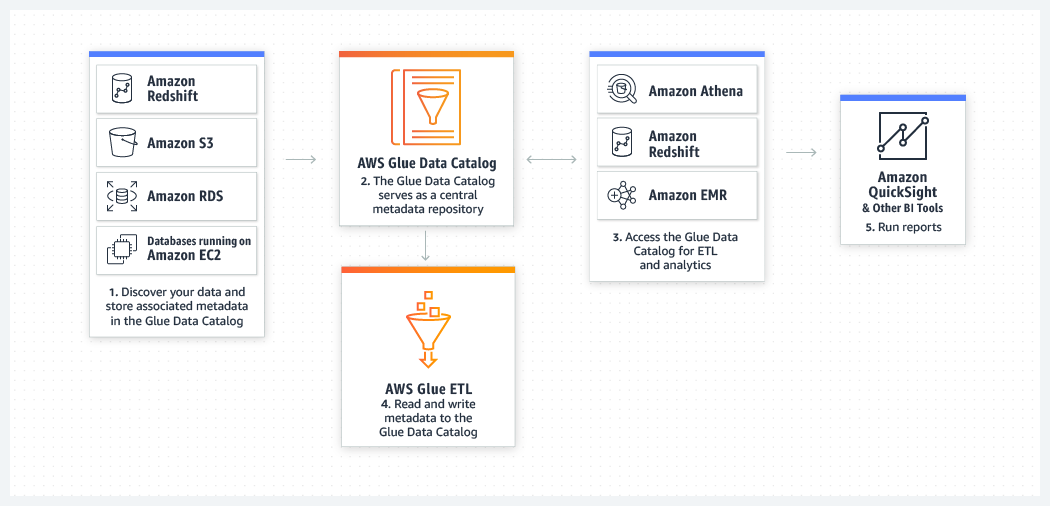 Amazon
Redshift
Amazon S3
Amazon RDS
Databases running on
Amazon EC2
1. Discover your data and
store associated metadata
in the Glue Data Catalog
AWS Glue Data Catalog
2. The Glue Data Catalog
serves as a central
metadata repository
AWS Glue ETL
4. Read and write
metadata to the
Glue Data Catalog
Amazon Athena
Amazon
Redshift
Amazon EMR
3. Access the Glue Data
Catalog for ETL
and analytics
Amazon
QuickSight
& Other BI Tools
5. Run reports